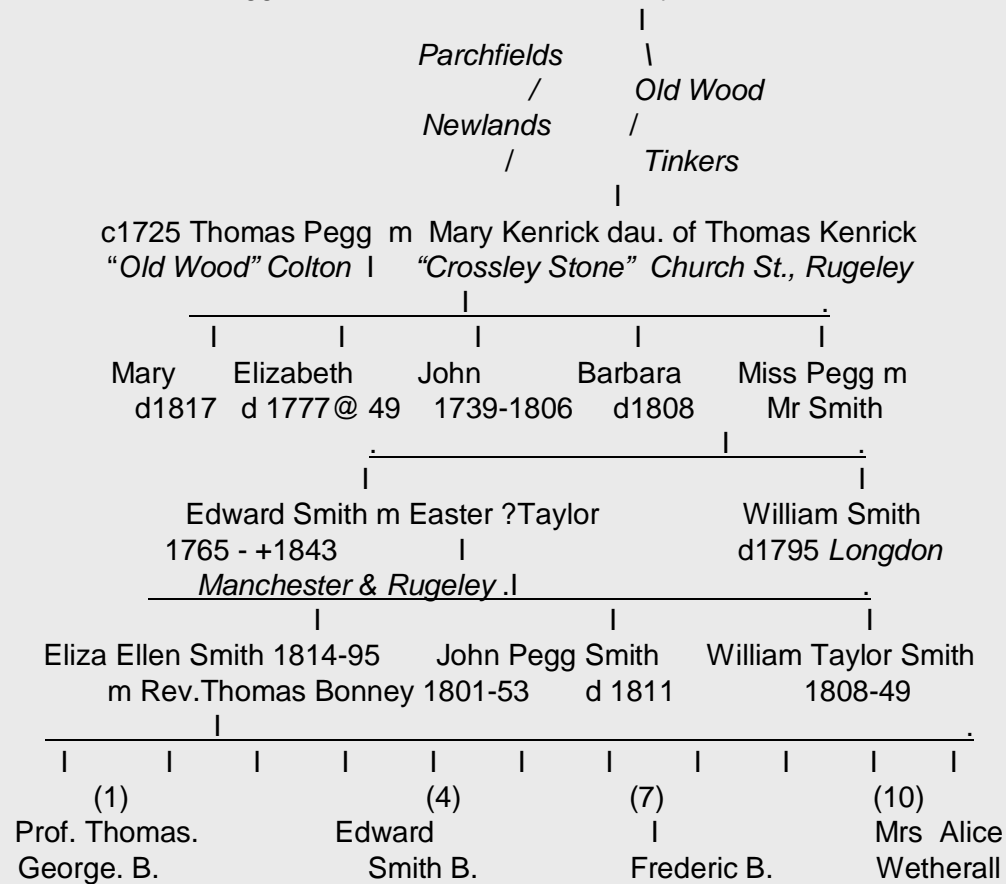 Parchfields \
/ Old Wood
Newlands /
/ Tinkers
c1725 Thomas Pegg m Mary Kenrick dau. of Thomas Kenrick
“Old Wood” Colton I “Crossley Stone” Church St., Rugeley
I .
I I I I I
Mary Elizabeth John Barbara Miss Pegg m
d1817 d 1777@ 49 1739-1806 d1808 Mr Smith
. I .
I I
Edward Smith m Easter ?Taylor William Smith
1765 - +1843 I d1795 Longdon
Manchester & Rugeley .I .
I I I
Eliza Ellen Smith 1814-95 John Pegg Smith William Taylor Smith
m Rev.Thomas Bonney 1801-53 d 1811 1808-49
I .
I I I I I I I I I I I
(1) (4) (7) (10)
Prof. Thomas. Edward I Mrs Alice
George. B. Smith B. Frederic B. Wetherall